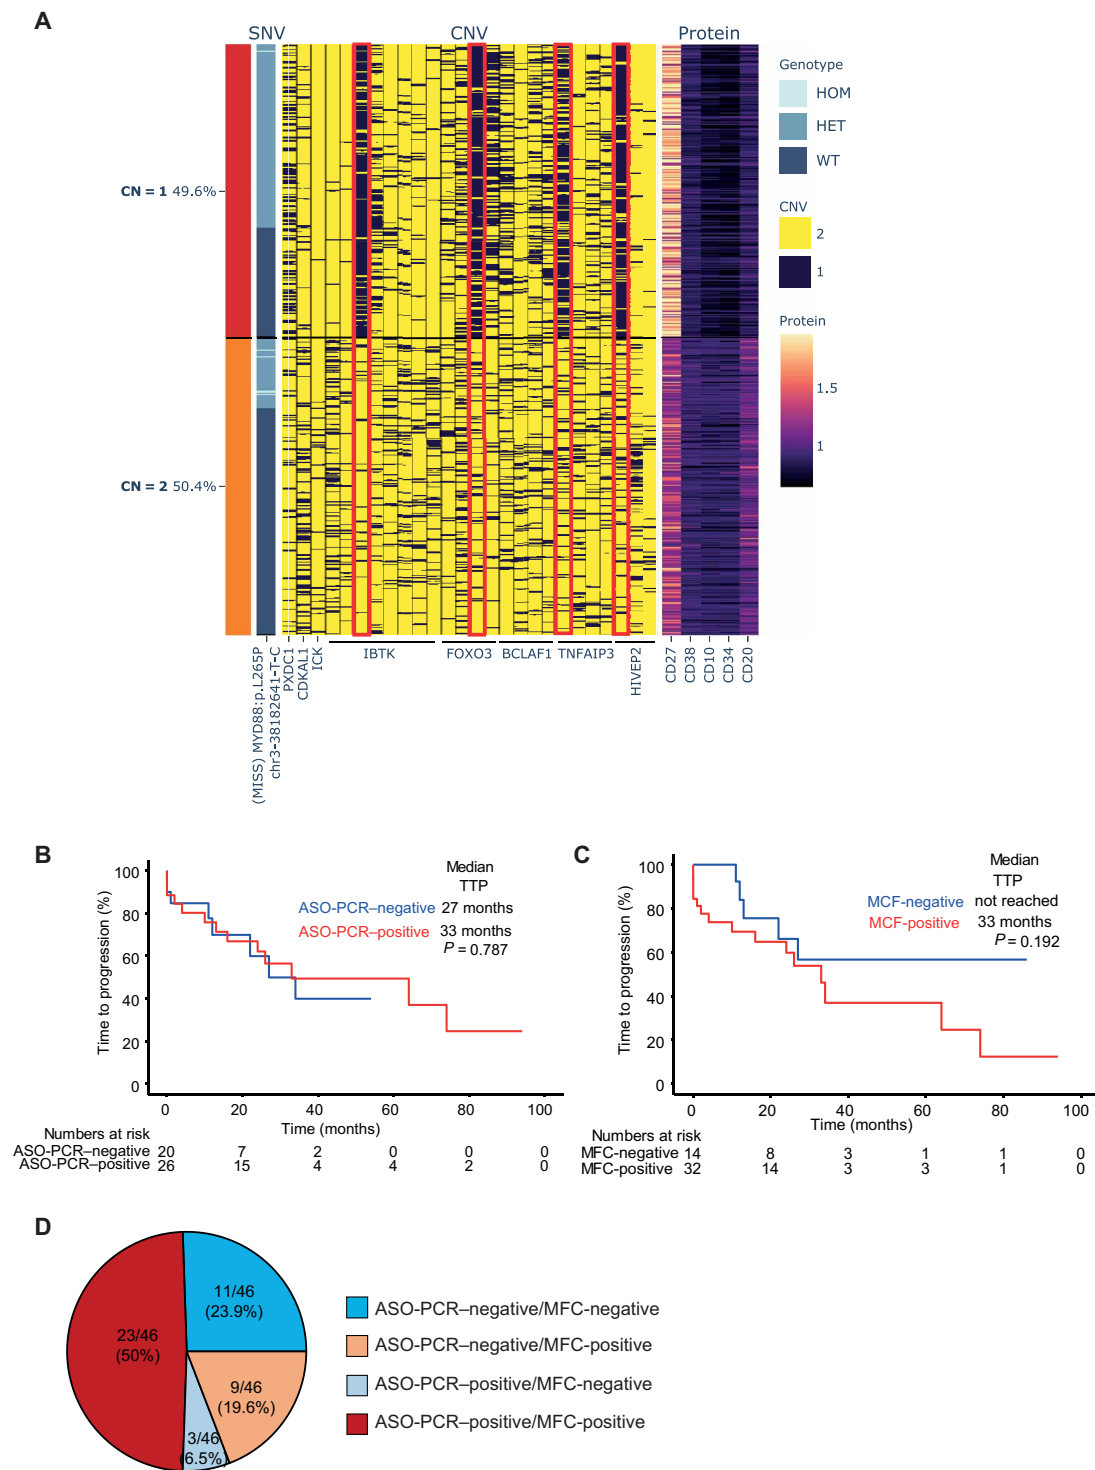 A
SNV
CNV
Protein
Genotype
HOM
HET
WT
CNV
2
1
Protein
1.5
1
CN = 1 49.6%
CN = 2 50.4%
(MISS) MYD88:p.L265P
chr3-38182641-T-C
PXDC1
CDKAL1
ICK
IBTK
FOXO3
BCLAF1
TNFAIP3
HIVEP2
CD27
CD38
CD10
CD34
CD20
B
Time to progression (%)
100
80
60
40
20
0
Median
TTP
ASO-PCR–negative 27 months
ASO-PCR–positive 33 months
P = 0.787
0 20 40 60 80 100
Time (months)
Numbers at risk
ASO-PCR–negative 20 7 2 0 0 0
ASO-PCR–positive 26 15 4 4 2 0
C
Time to progression (%)
100
80
60
40
20
0
Median
TTP
MCF-negative not reached
MCF-positive 33 months
P = 0.192
0 20 40 60 80 100
Time (months)
Numbers at risk
MFC-negative 14 8 3 1 1 0
MFC-positive 32 14 3 3 1 0
D
11/46
(23.9%)
23/46
(50%)
9/46
(19.6%)
3/46
(6.5%)
ASO-PCR–negative/MFC-negative
ASO-PCR–negative/MFC-positive
ASO-PCR–positive/MFC-negative
ASO-PCR–positive/MFC-positive